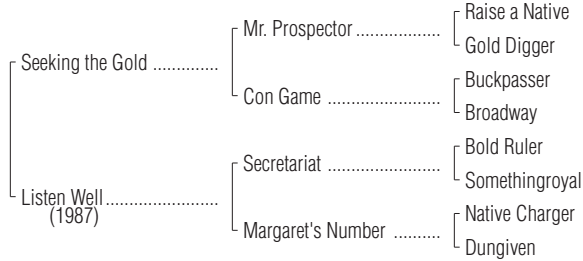 Raise a Native
Mr. Prospector ..................
Gold Digger
Seeking the Gold ..............
Buckpasser
Con Game ........................
Broadway
Bold Ruler
Secretariat ........................
Somethingroyal
Listen Well........................
(1987)
Native Charger
Margaret's Number ..........
Dungiven